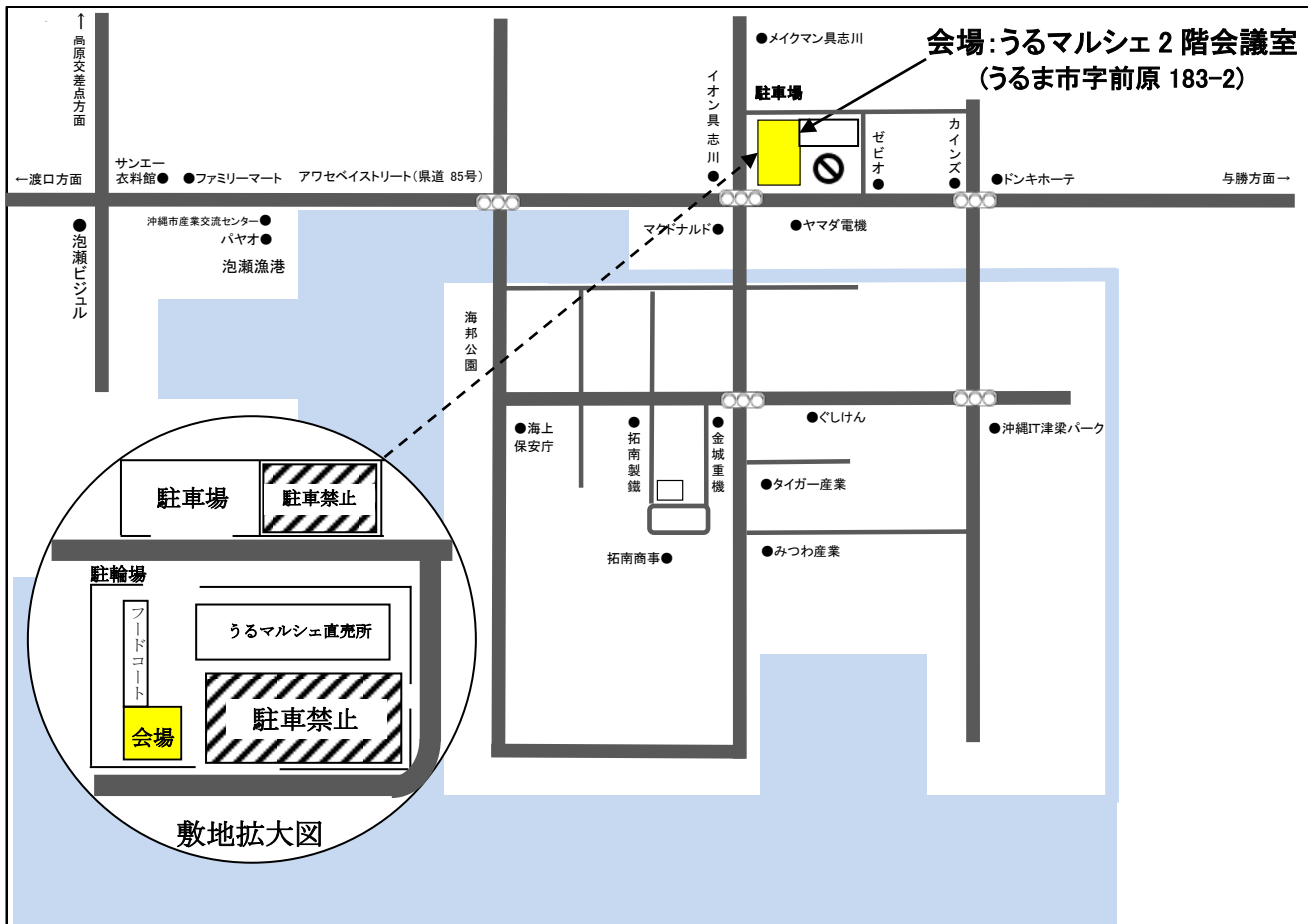 ↑高原交差点方面
●メイクマン具志川
会場：うるマルシェ２階会議室
（うるま市字前原 183-2）
イオン具志川●
駐車場
ゼビオ●
カインズ●
サンエー
衣料館●
●ファミリーマート
アワセベイストリート（県道 85号）
←渡口方面
●ドンキホーテ
与勝方面→
●泡瀬ビジュル
沖縄市産業交流センター●
パヤオ●
泡瀬漁港
マクドナルド●
●ヤマダ電機
海邦公園
●海上
保安庁
●拓南製鐵
●金城重機
●ぐしけん
●沖縄IT津梁パーク
●タイガー産業
拓南商事●
●みつわ産業
駐車場
駐車禁止
駐輪場
フードコート
うるマルシェ直売所
会場
駐車禁止
敷地拡大図